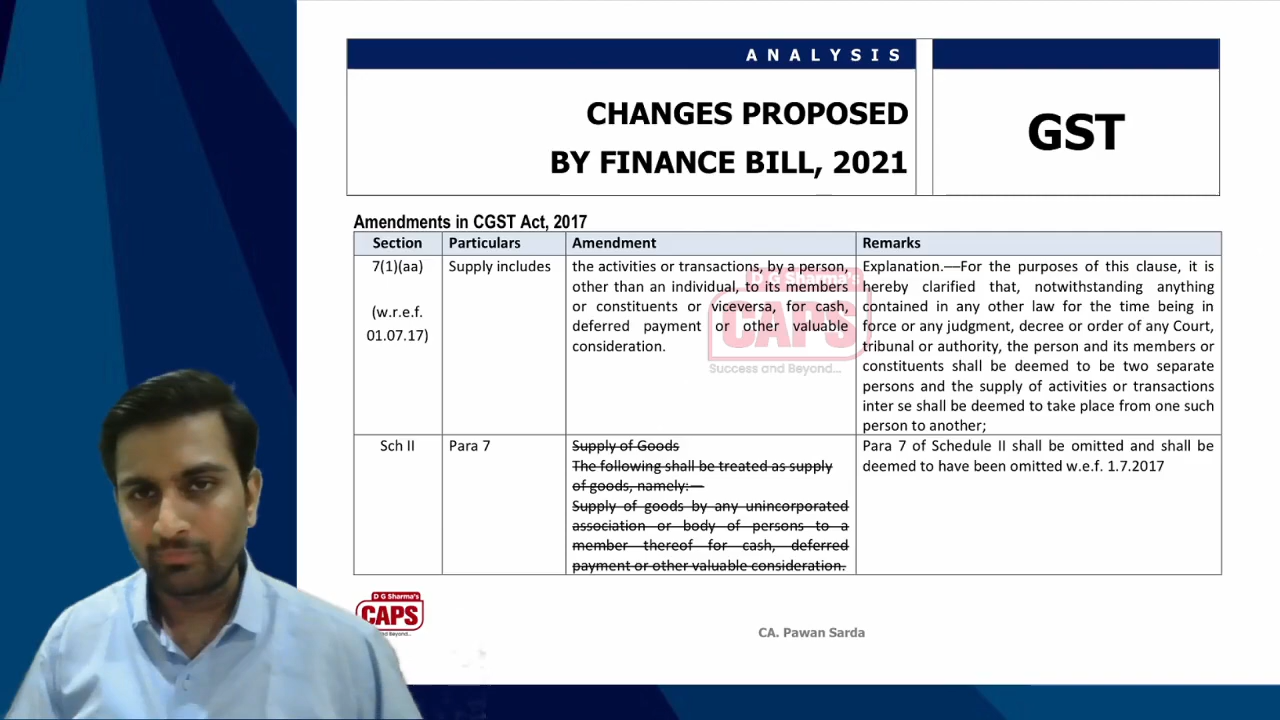 ANALYSIS
CHANGES PROPOSED
BY FINANCE BILL, 2021
GST
Amendments in CGST Act, 2017
Section Particulars Amendment Remarks
7(1)(aa)
(w.r.e.f.
01.07.17)
Supply includes
the activities or transactions, by a person,
other than an individual, to its members
or constituents or viceversa, for cash,
deferred payment or other valuable
consideration.
Explanation.—For the purposes of this clause, it is
hereby clarified that, notwithstanding anything
contained in any other law for the time being in
force or any judgment, decree or order of any Court,
tribunal or authority, the person and its members or
constituents shall be deemed to be two separate
persons and the supply of activities or transactions
inter se shall be deemed to take place from one such
person to another;
Sch II
Para 7
Supply of Goods
The following shall be treated as supply
of goods, namely:—
Supply of goods by any unincorporated
association or body of persons to a
member thereof for cash, deferred
payment or other valuable consideration.
Para 7 of Schedule II shall be omitted and shall be
deemed to have been omitted w.e.f. 1.7.2017
D G Sharma's
CAPS
Success and Beyond...
D G Sharma's
CAPS
Beyond...
CA. Pawan Sarda